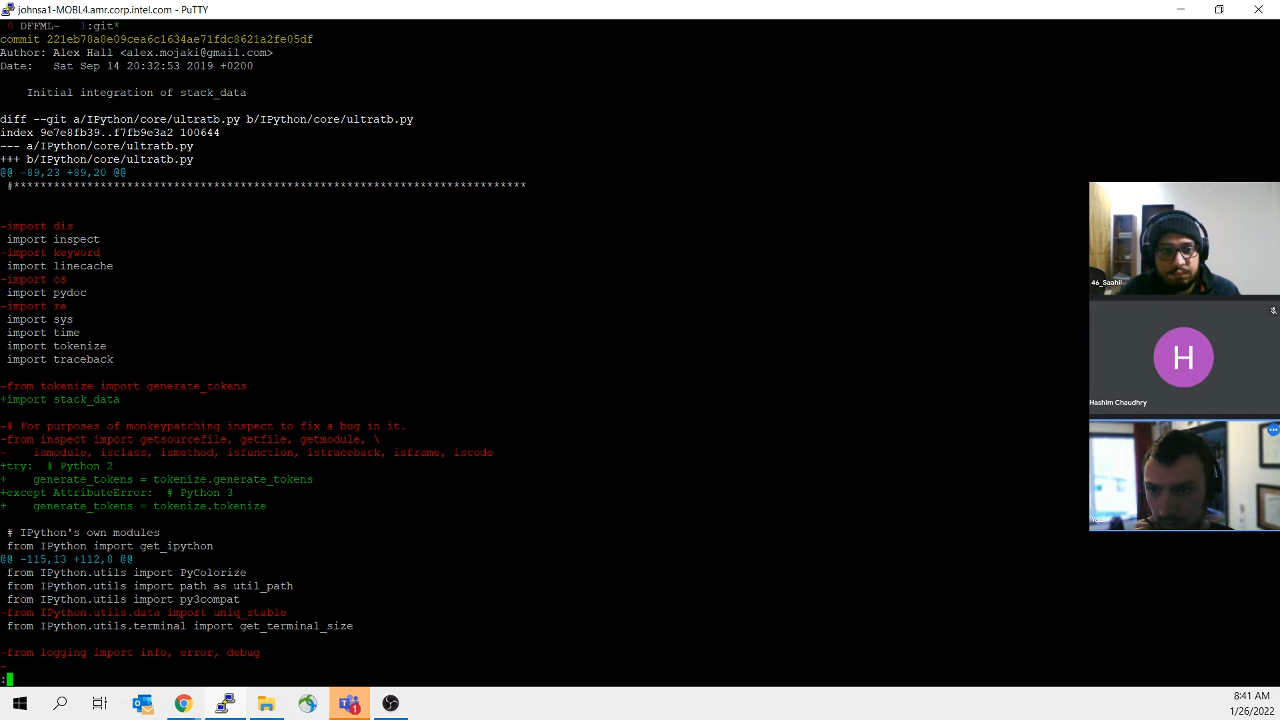 johnsa1-MOBL4.amr.corp.intel.com - PuTTY
0 DFFML- 1:git*
commit 221eb70a8e09cea6c1634ae71fdc8621a2fe05df
Author: Alex Hall <alex.mojaki@gmail.com>
Date:   Sat Sep 14 20:32:53 2019 +0200
    Initial integration of stack_data
diff --git a/IPython/core/ultratb.py b/IPython/core/ultratb.py
index 9e7e8fb39..f7fb9e3a2 100644
--- a/IPython/core/ultratb.py
+++ b/IPython/core/ultratb.py
@@ -89,23 +89,20 @@
 #*****************************************************************************
-import dis
 import inspect
-import keyword
 import linecache
-import os
 import pydoc
-import re
 import sys
 import time
 import tokenize
 import traceback
-from tokenize import generate_tokens
+import stack_data
-# For purposes of monkeypatching inspect to fix a bug in it.
-from inspect import getsourcefile, getfile, getmodule, \
-    ismodule, isclass, ismethod, isfunction, istraceback, isframe, iscode
+try:  # Python 2
+    generate_tokens = tokenize.generate_tokens
+except AttributeError:  # Python 3
+    generate_tokens = tokenize.tokenize
 # IPython's own modules
 from IPython import get_ipython
@@ -115,13 +112,8 @@
 from IPython.utils import PyColorize
 from IPython.utils import path as util_path
 from IPython.utils import py3compat
-from IPython.utils.data import uniq_stable
 from IPython.utils.terminal import get_terminal_size
-from logging import info, error, debug
-
:
46_Saahil
H
Hashim Chaudhry
You
1
8:41 AM
1/26/2022